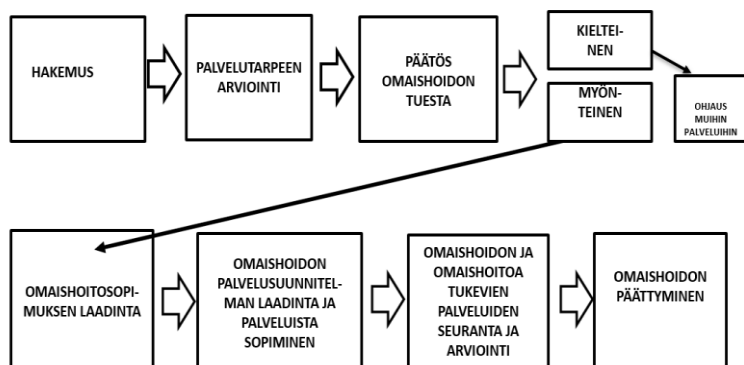 HAKEMUS
PALVELUTARPEEN
ARVIOINTI
PÄÄTÖS
OMAISHOIDON
TUESTA
KIELTEI-
NEN
MYÖN-
TEINEN
OHJAUS
MUIHIN
PALVELUIHIN
OMAISHOITOSOPI-
MUKSEN LAADINTA
OMAISHOIDON
PALVELUSUUNNITEL-
MAN LAADINTA JA
PALVELUISTA
SOPIMINEN
OMAISHOIDON JA
OMAISHOITOA
TUKEVIEN
PALVELUIDEN
SEURANTA JA
ARVIOINTI
OMAISHOIDON
PÄÄTTYMINEN